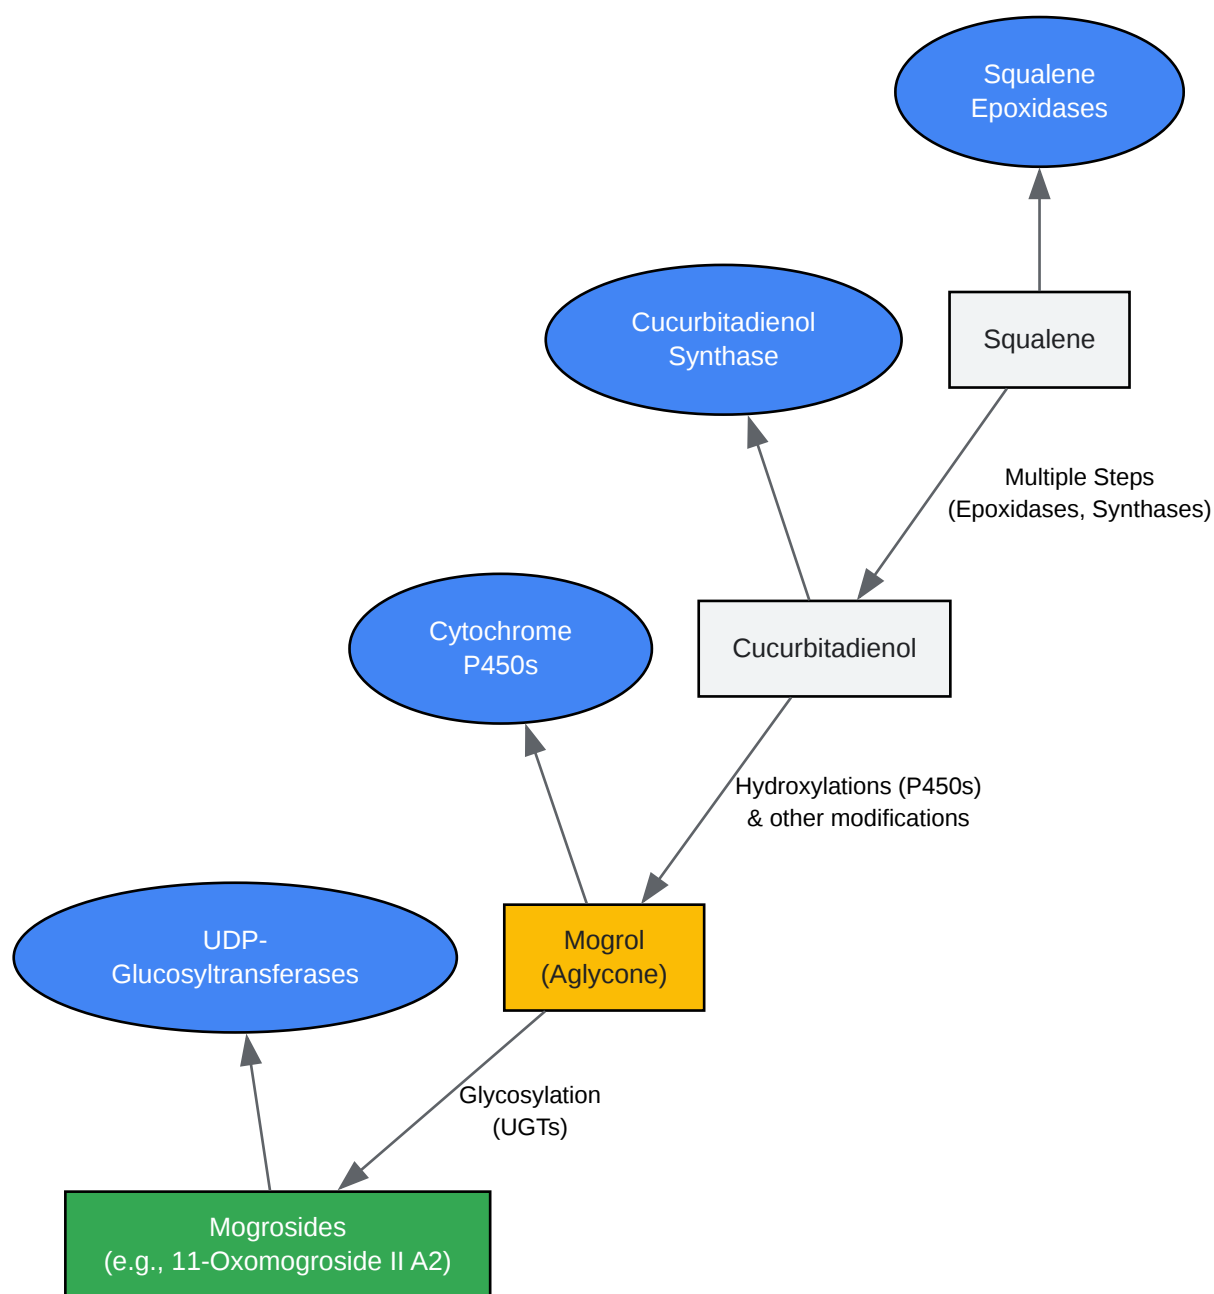 Squalene
Epoxidases
Cucurbitadienol
Synthase
Squalene
Multiple Steps
(Epoxidases, Synthases)
Cytochrome
P450s
Cucurbitadienol
Hydroxylations (P450s)
& other modifications
UDP-
Glucosyltransferases
Mogrol
(Aglycone)
Glycosylation
(UGTs)
Mogrosides
(e.g., 11-Oxomogroside II A2)